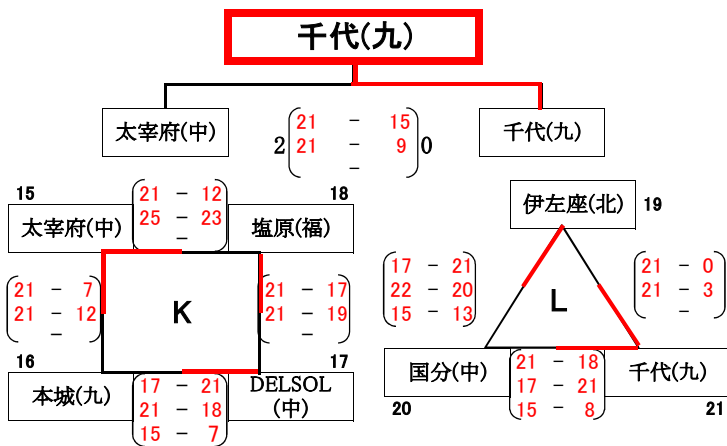 千代(九)
太宰府(中)
2 21 - 15 0
21 - 9
-
千代(九)
15
太宰府(中)
21 - 12
25 - 23
-
18
塩原(福)
伊左座(北)
19
21 - 7
21 - 12
-
K
21 - 17
21 - 19
-
17 - 21
22 - 20
15 - 13
L
21 - 0
21 - 3
-
16
本城(九)
17 - 21
21 - 18
15 - 7
17
DELSOL
(中)
国分(中)
20
21 - 18
17 - 21
15 - 8
千代(九)
21